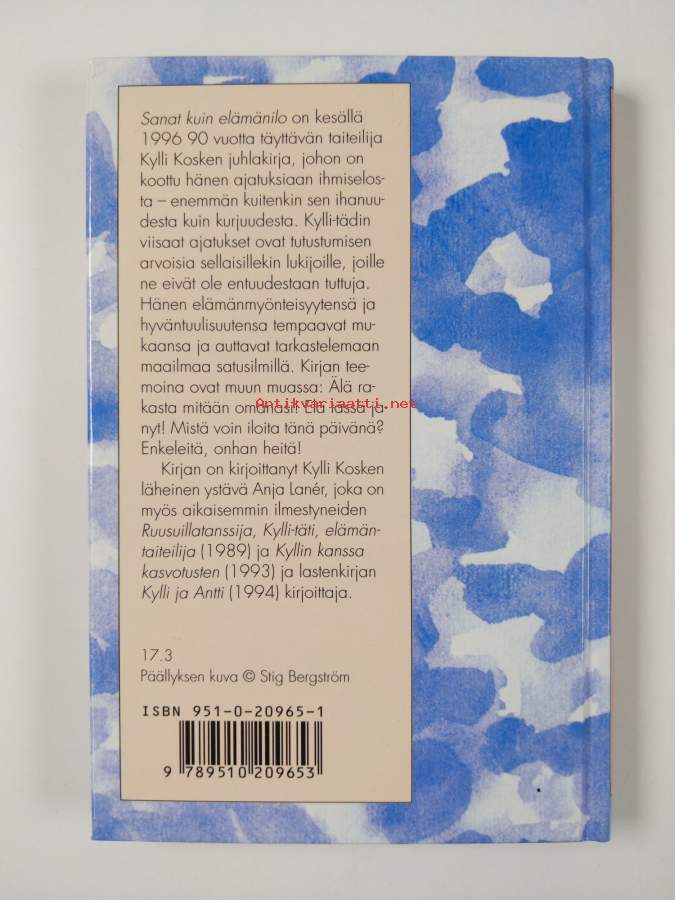 Sanat kuin elämänilo on kesällä
1996 90 vuotta täyttävän taiteilija
Kylli Kosken juhlakirja, johon on
koottu hänen ajatuksiaan ihmiselos-
ta – enemmän kuitenkin sen ihanuu-
desta kuin kurjuudesta. Kylli-tädin
viisaat ajatukset ovat tutustumisen
arvoisia sellaisillekin lukijoille, joille
ne eivät ole entuudestaan tuttuja.
Hänen elämänmyönteisyytensä ja
hyväntuulisuutensa tempaavat mu-
kaansa ja auttavat tarkastelemaan
maailmaa satusilmillä. Kirjan tee-
moina ovat muun muassa: Älä ra-
kasta mitään omanasi! Elä tässä ja
Antikvariaatti.net
nyt! Mistä voin iloita tänä päivänä?
Enkeleitä, onhan heitä!
Kirjan on kirjoittanut Kylli Kosken
läheinen ystävä Anja Lanér, joka on
myös aikaisemmin ilmestyneiden
Ruusuillatanssija, Kylli-täti, elämän-
taiteilija (1989) ja Kyllin kanssa
kasvotusten (1993) ja lastenkirjan
Kylli ja Antti (1994) kirjoittaja.
17.3
Päällyksen kuva © Stig Bergström
ISBN 951-0-20965-1
9 789510 209653